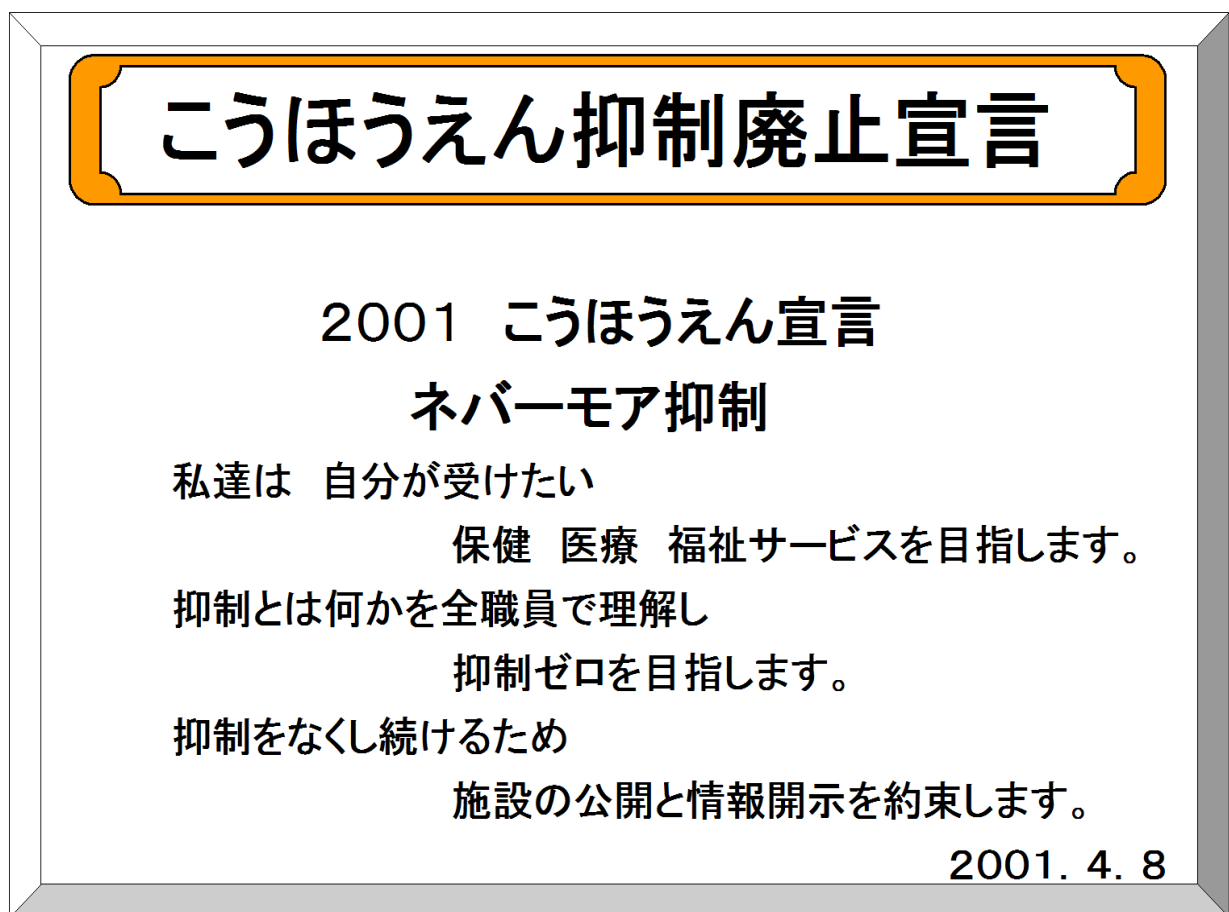 こうほうえん抑制廃止宣言
2001　こうほうえん宣言
ネバーモア抑制
私達は　自分が受けたい
保健　医療　福祉サービスを目指します。
抑制とは何かを全職員で理解し
抑制ゼロを目指します。
抑制をなくし続けるため
施設の公開と情報開示を約束します。
2001．4．8